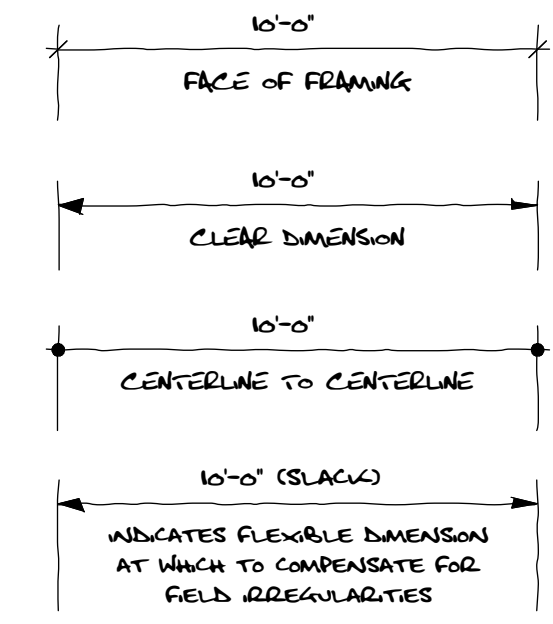 10'-0"
FACE OF FRAMING
10'-0"
CLEAR DIMENSION
10'-0"
CENTERLINE TO CENTERLINE
10'-0" (SLACK)
INDICATES FLEXIBLE DIMENSION
AT WHICH TO COMPENSATE FOR
FIELD IRREGULARITIES